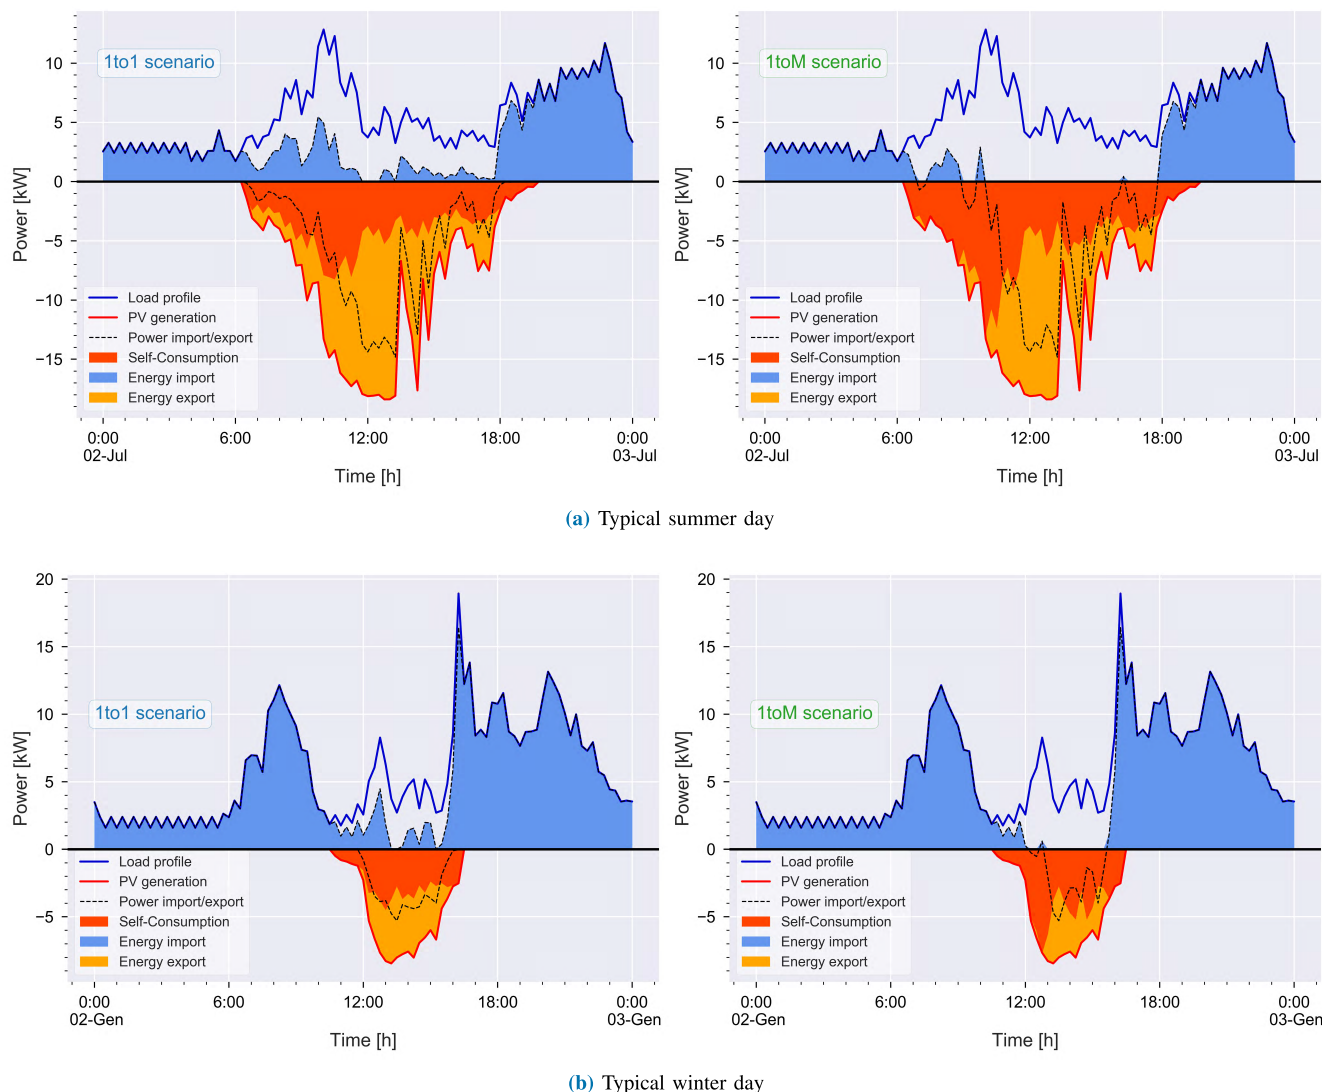 1to1 scenario
Power [kW]
10
5
0
−5
−10
−15
Load profile
PV generation
Power import/export
Self-Consumption
Energy import
Energy export
0:00 6:00 12:00 18:00 0:00
02-Jul 03-Jul
Time [h]
1toM scenario
Power [kW]
10
5
0
−5
−10
−15
Load profile
PV generation
Power import/export
Self-Consumption
Energy import
Energy export
0:00 6:00 12:00 18:00 0:00
02-Jul 03-Jul
Time [h]
(a) Typical summer day
1to1 scenario
Power [kW]
20
15
10
5
0
−5
Load profile
PV generation
Power import/export
Self-Consumption
Energy import
Energy export
0:00 6:00 12:00 18:00 0:00
02-Gen 03-Gen
Time [h]
1toM scenario
Power [kW]
20
15
10
5
0
−5
Load profile
PV generation
Power import/export
Self-Consumption
Energy import
Energy export
0:00 6:00 12:00 18:00 0:00
02-Gen 03-Gen
Time [h]
(b) Typical winter day